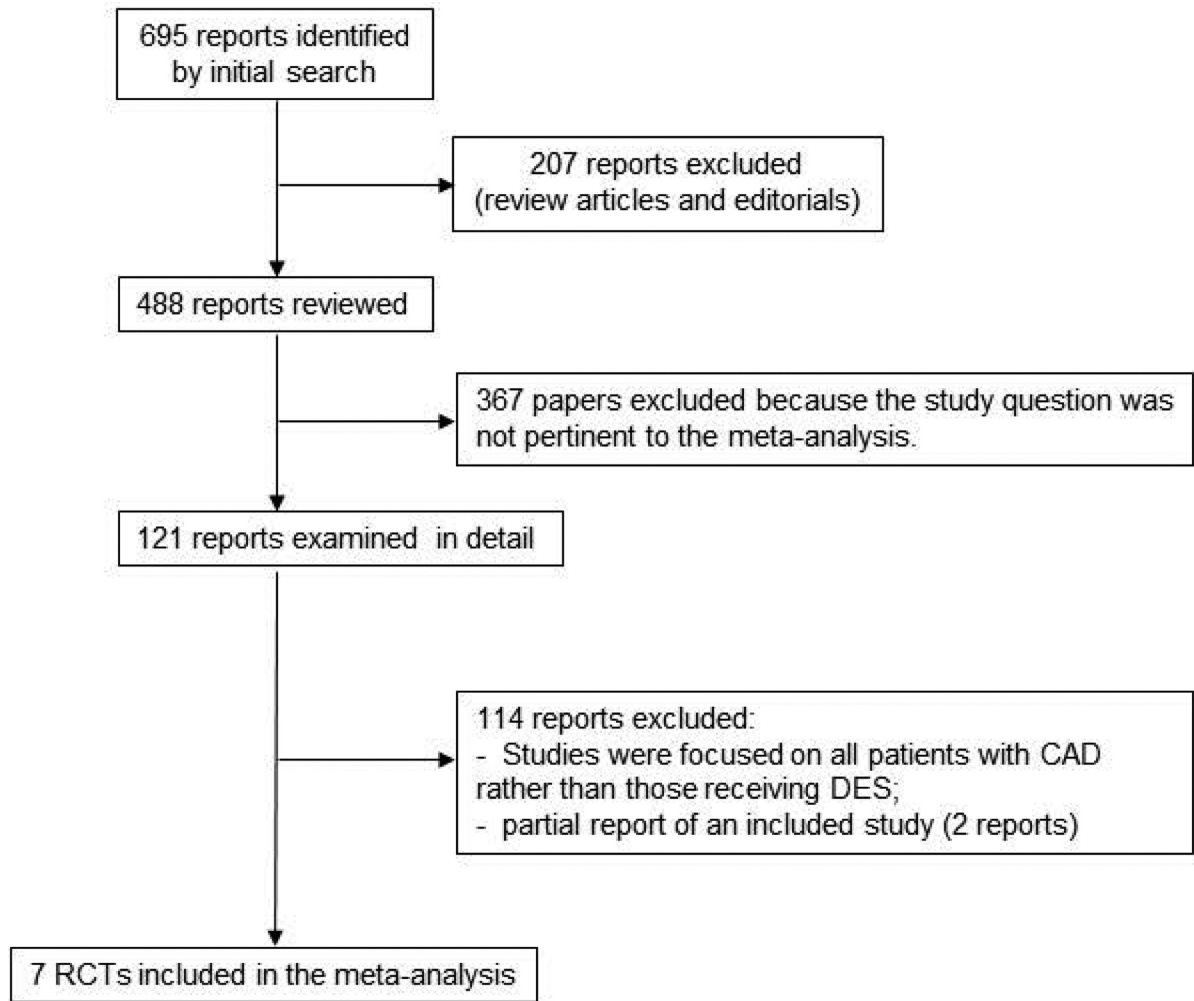 695 reports identified
by initial search
207 reports excluded
(review articles and editorials)
488 reports reviewed
367 papers excluded because the study question was
not pertinent to the meta-analysis.
121 reports examined in detail
114 reports excluded:
- Studies were focused on all patients with CAD
rather than those receiving DES;
- partial report of an included study (2 reports)
7 RCTs included in the meta-analysis